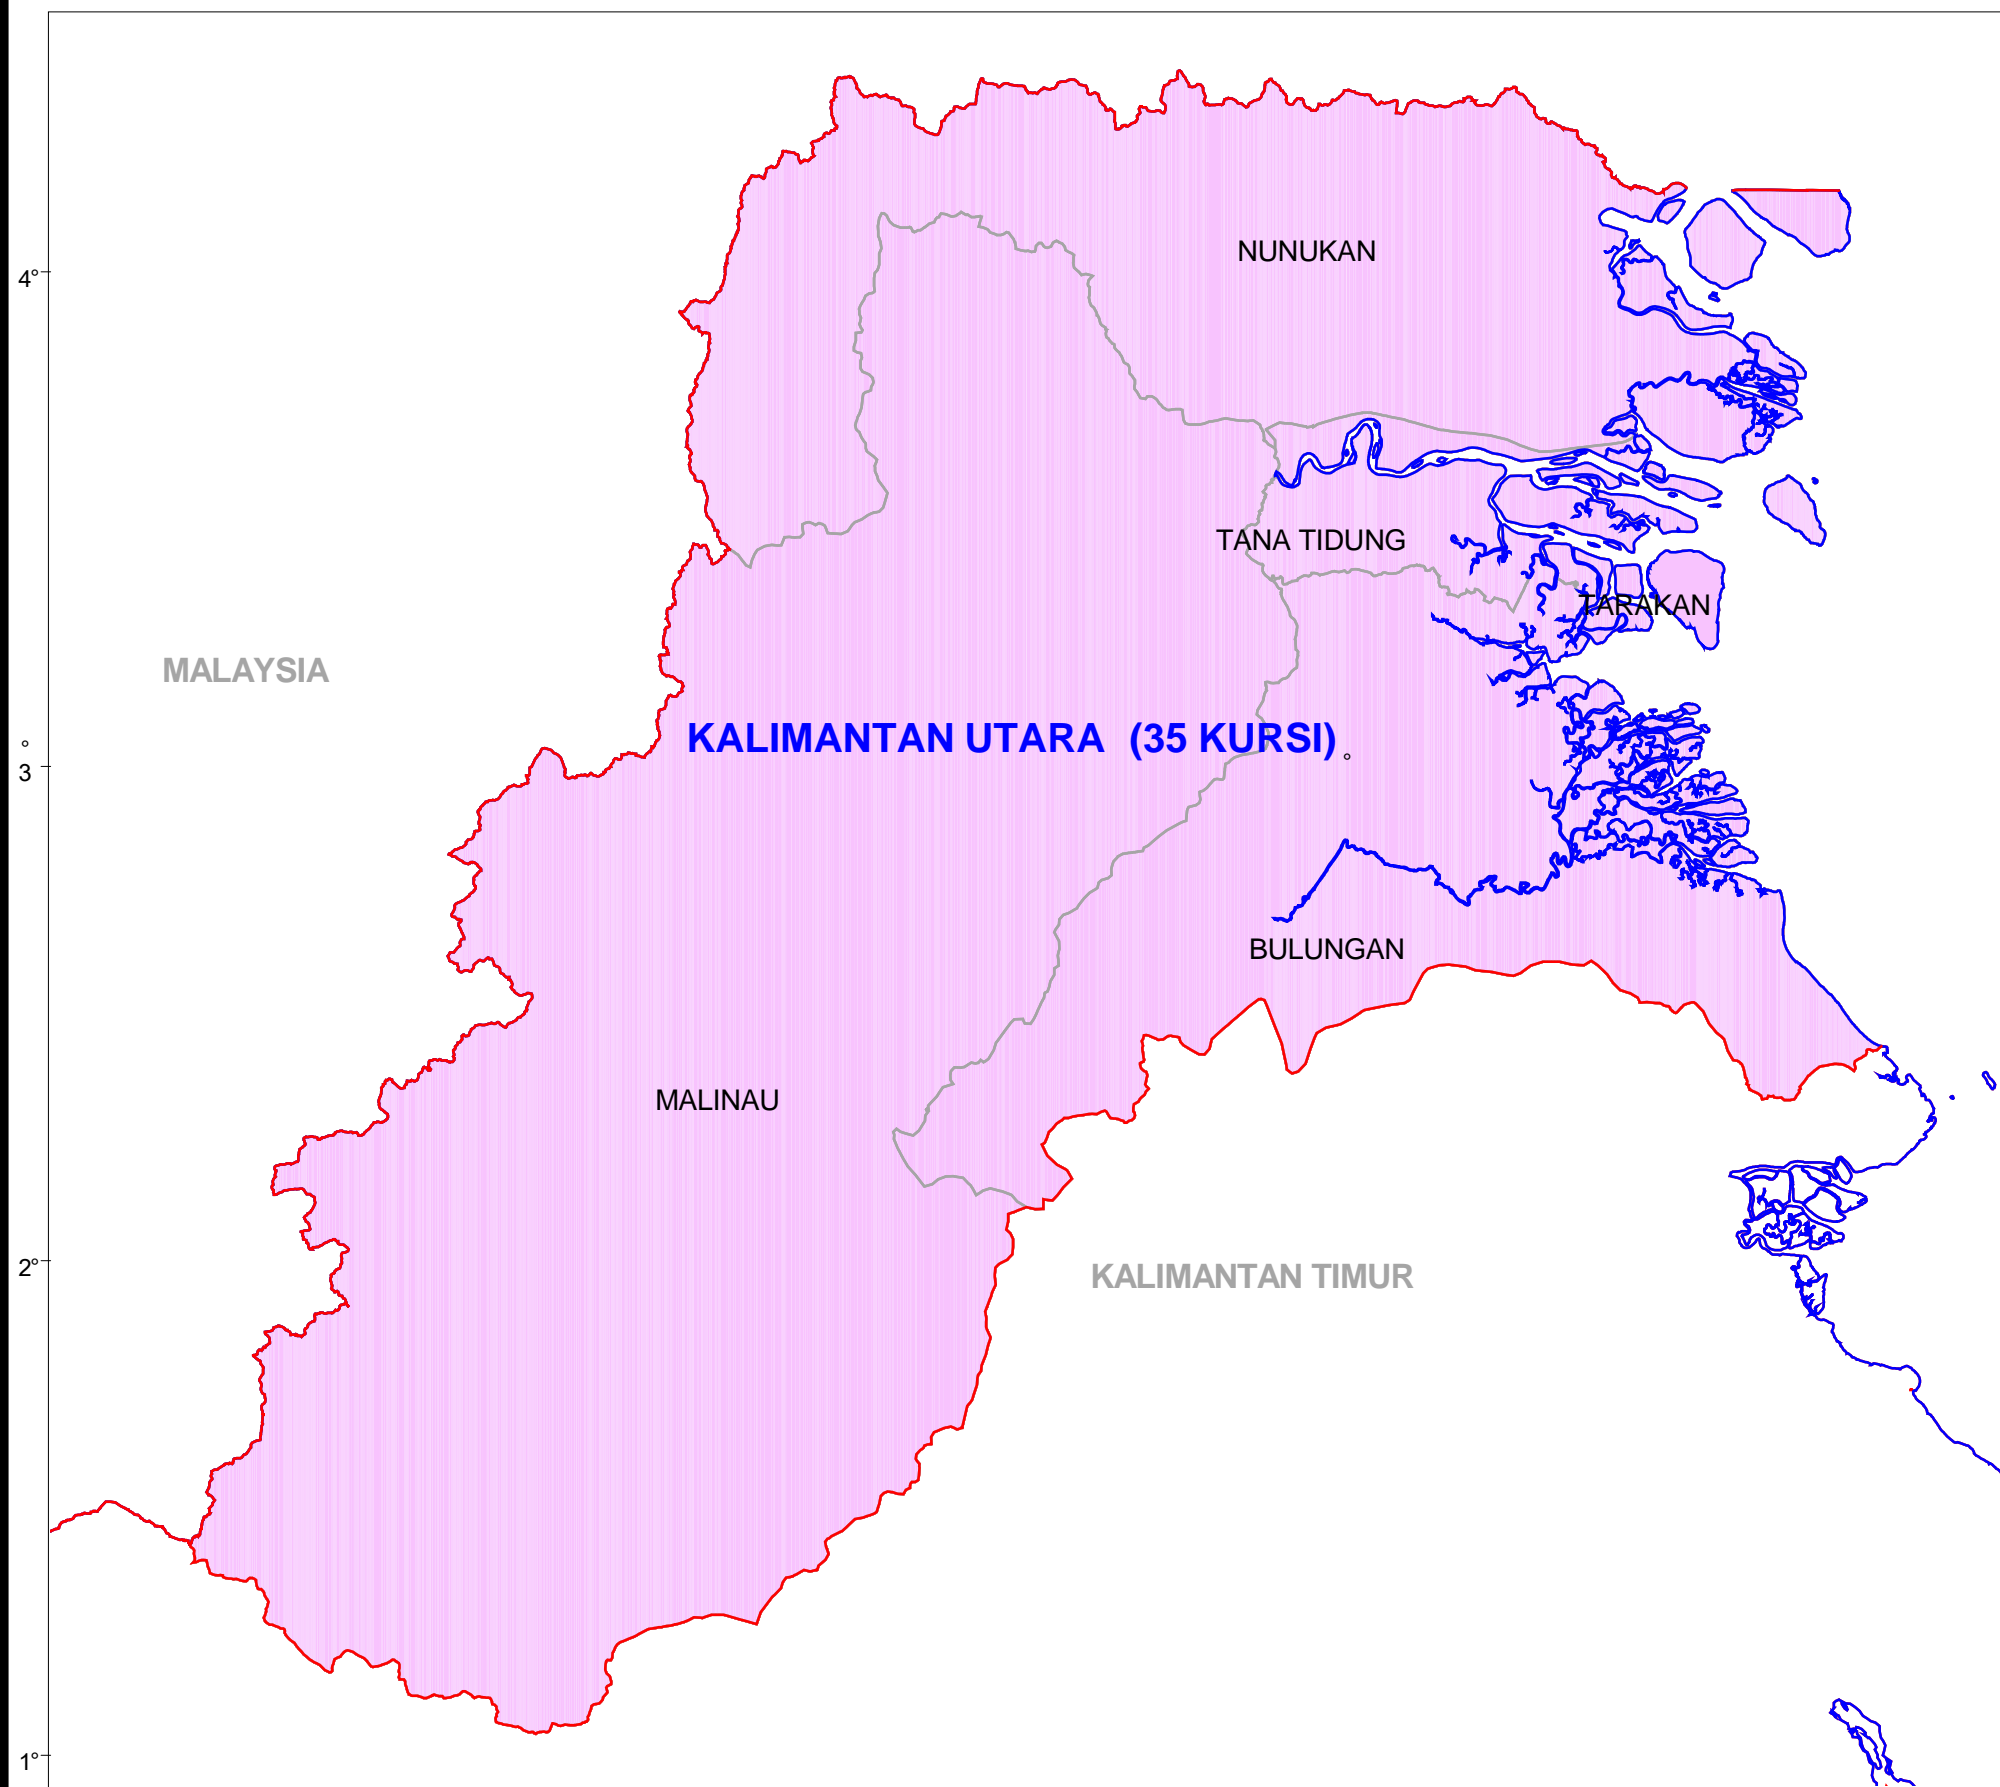 NUNUKAN
4°
TANA TIDUNG
TARAKAN
MALAYSIA
KALIMANTAN UTARA (35 KURSI)
3°
BULUNGAN
MALINAU
2°
KALIMANTAN TIMUR
1°